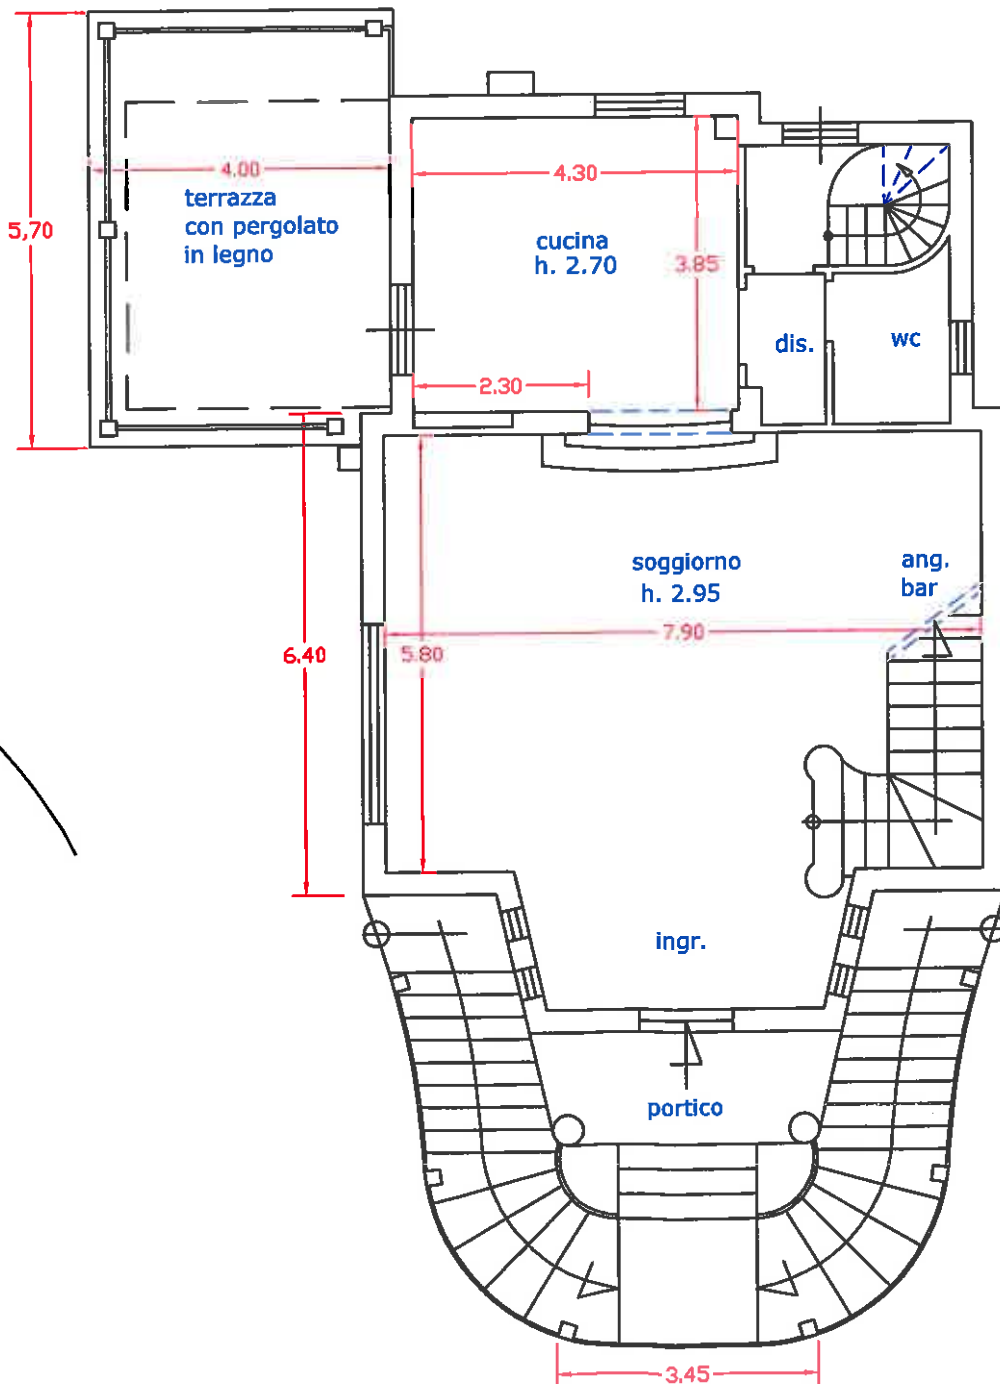 4.00
5,70
terrazza
con pergolato
in legno
4.30
cucina
h. 2.70
3.85
dis.
wc
2.30
soggiorno
h. 2.95
ang.
bar
7.90
6.40
5.80
ingr.
portico
3.45